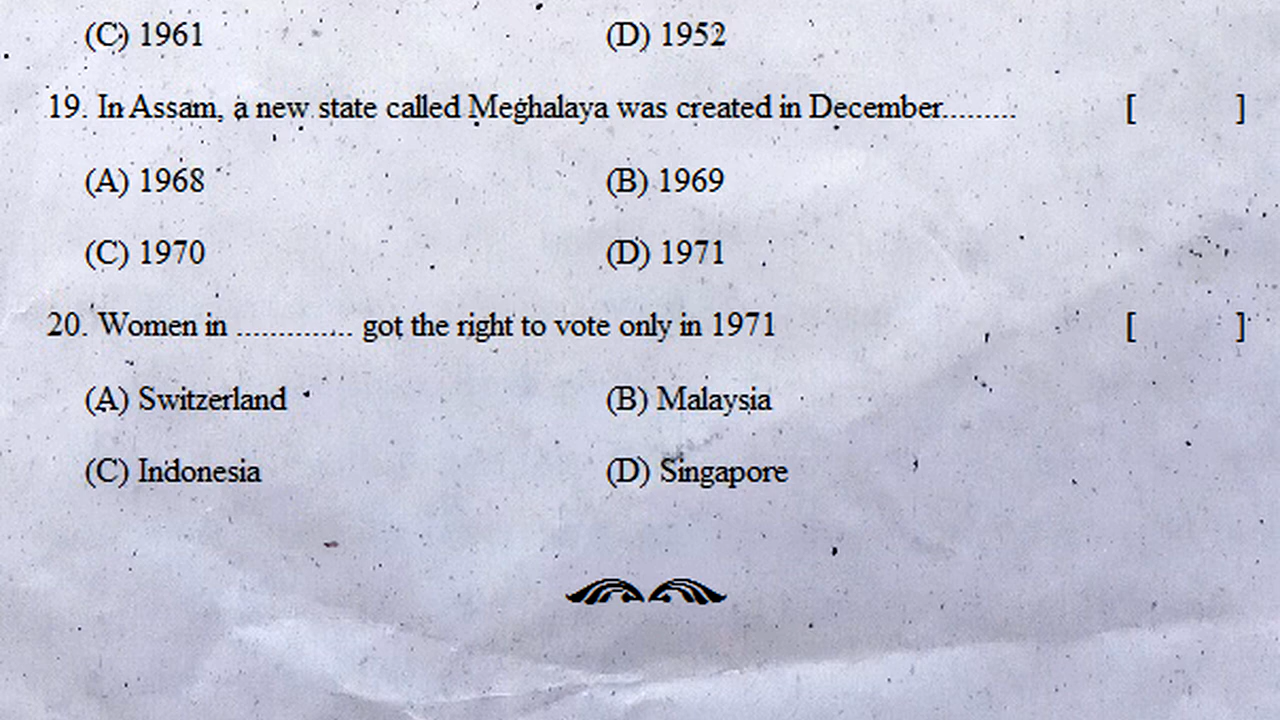 (C) 1961 (D) 1952
19. In Assam, a new state called Meghalaya was created in December......... [ ]
(A) 1968 (B) 1969
(C) 1970 (D) 1971
20. Women in .............. got the right to vote only in 1971 [ ]
(A) Switzerland (B) Malaysia
(C) Indonesia (D) Singapore